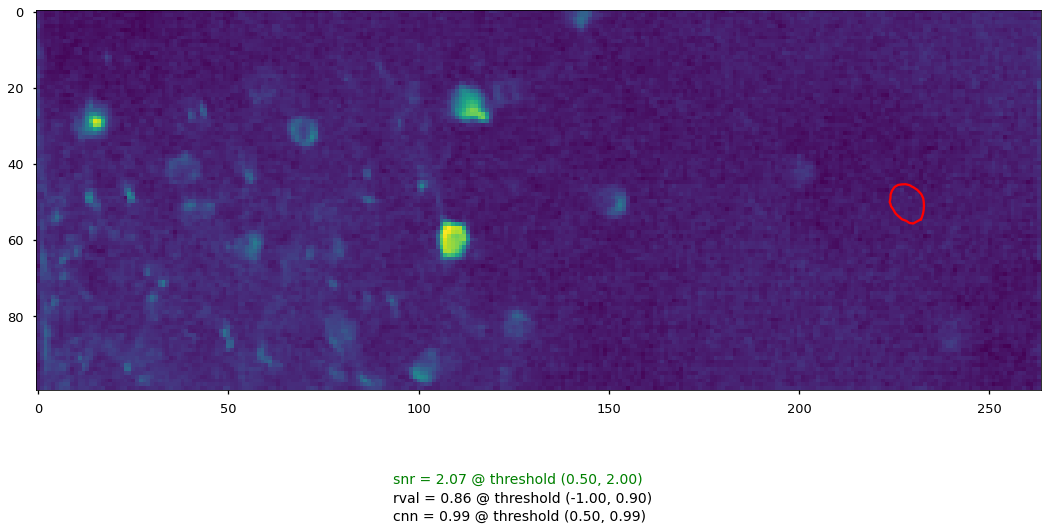 0
20
40
60
80
0 50 100 150 200 250
snr = 2.07 @ threshold (0.50, 2.00)
rval = 0.86 @ threshold (-1.00, 0.90)
cnn = 0.99 @ threshold (0.50, 0.99)